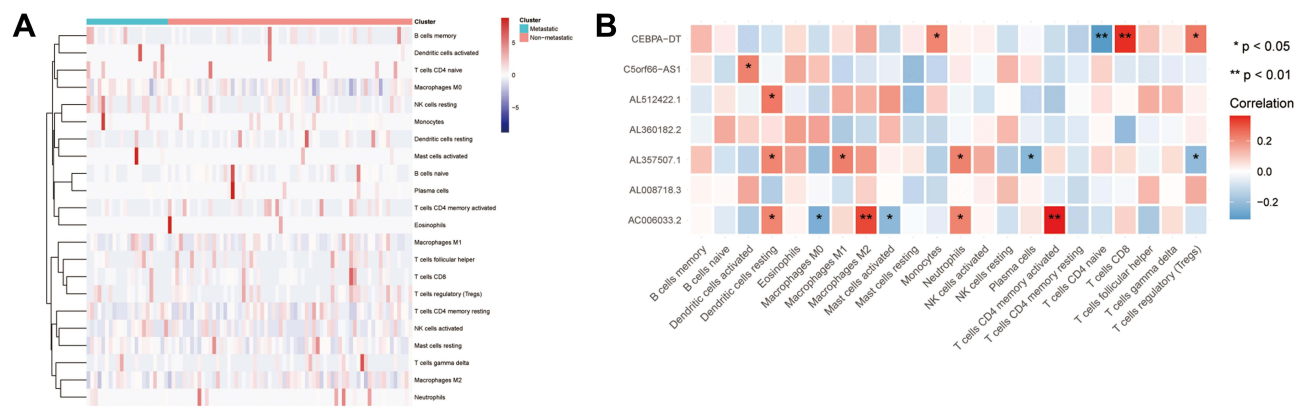 A
Cluster
B cells memory
Dendritic cells activated
T cells CD4 naive
Macrophages M0
NK cells resting
Monocytes
Dendritic cells resting
Mast cells activated
B cells naive
Plasma cells
T cells CD4 memory activated
Eosinophils
Macrophages M1
T cells follicular helper
T cells CD8
T cells regulatory (Tregs)
T cells CD4 memory resting
NK cells activated
Mast cells resting
T cells gamma delta
Macrophages M2
Neutrophils
5
0
−5
Cluster
Metastatic
Non-metastatic
B
CEBPA-DT
C5orf66-AS1
AL512422.1
AL360182.2
AL357507.1
AL008718.3
AC006033.2
* ** ** *
*
*
* * * * *
* * ** * * **
B cells memory
B cells naive
Dendritic cells activated
Dendritic cells resting
Eosinophils
Macrophages M0
Macrophages M1
Macrophages M2
Mast cells activated
Mast cells resting
Monocytes
Neutrophils
NK cells activated
NK cells resting
Plasma cells
T cells CD4 memory activated
T cells CD4 memory resting
T cells CD4 naive
T cells CD8
T cells follicular helper
T cells gamma delta
T cells regulatory (Tregs)
* p < 0.05
** p < 0.01
Correlation
0.2
0.0
−0.2